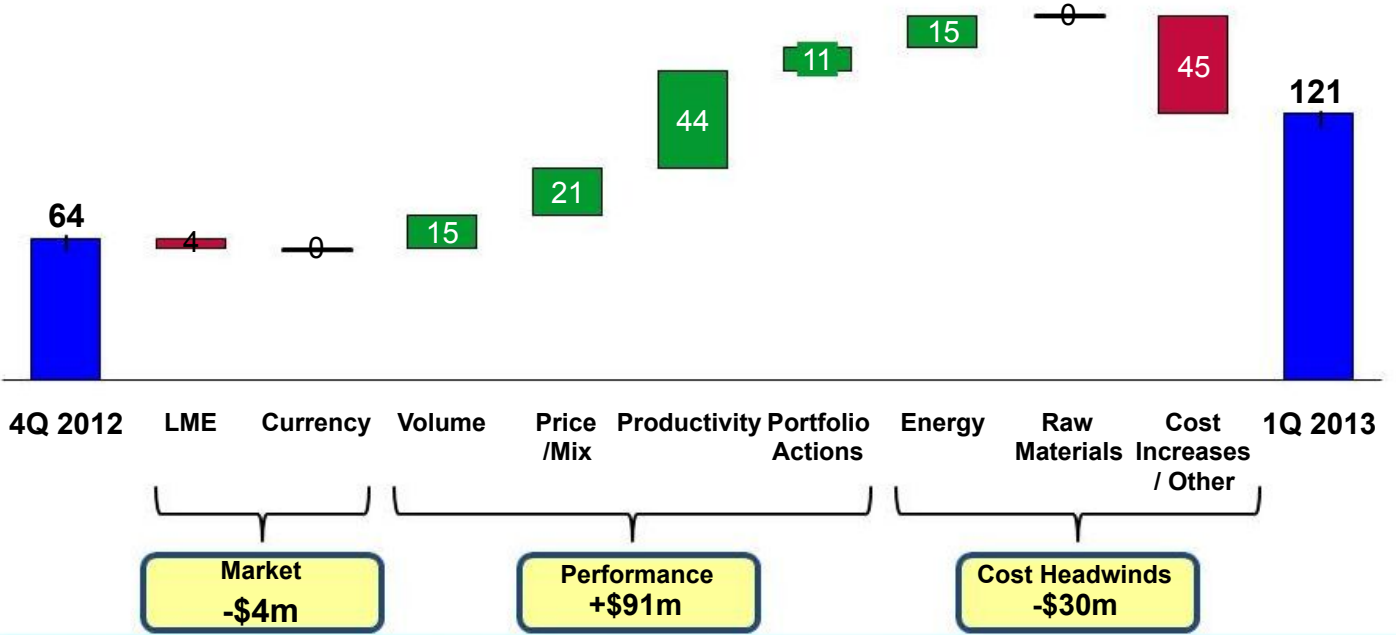 0
15
11
45
121
44
21
64
15
4
0
4Q 2012
LME
Currency
Volume
Price
/Mix
Productivity
Portfolio
Actions
Energy
Raw
Materials
Cost
Increases
/ Other
1Q 2013
Market
-$4m
Performance
+$91m
Cost Headwinds
-$30m